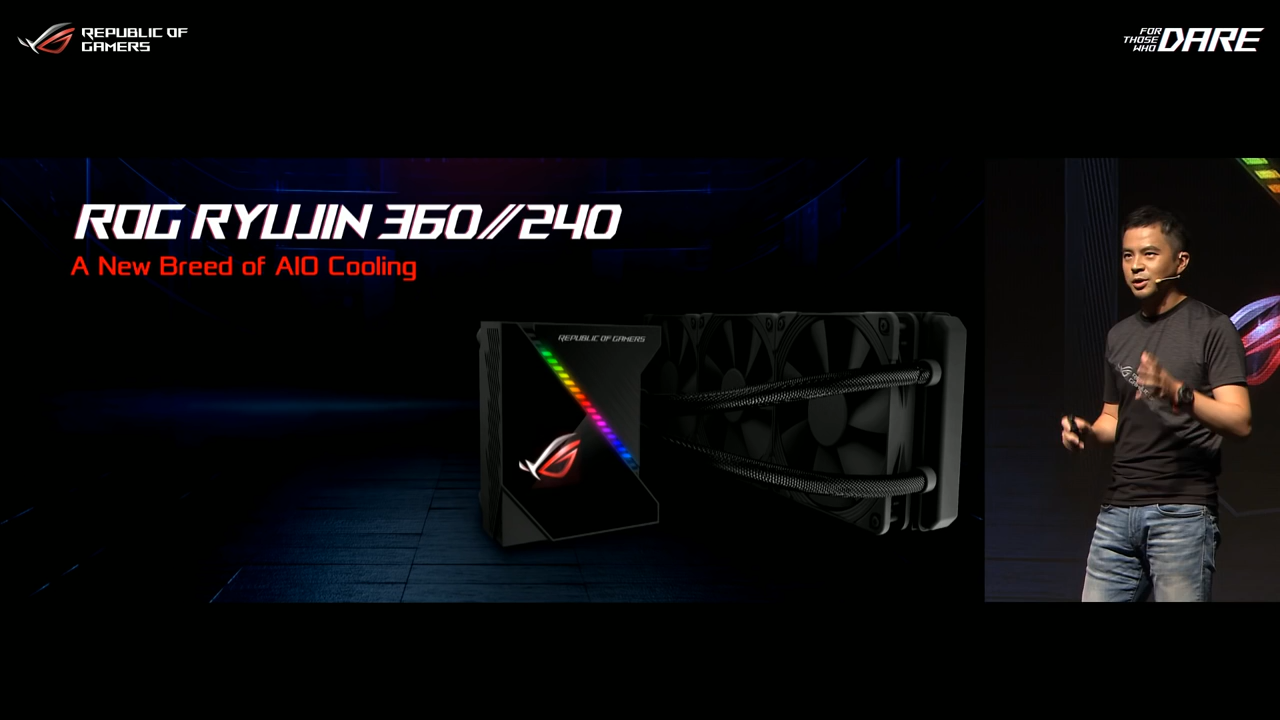 REPUBLIC OF
GAMERS
FOR
THOSE
WHO
DARE
ROG RYUJIN 360//240
A New Breed of AIO Cooling
REPUBLIC OF GAMERS